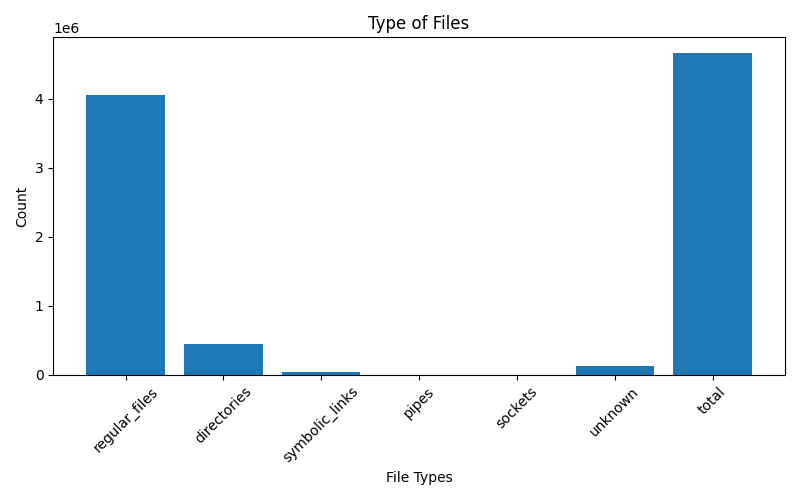 Type of Files
1e6
4
3
2
1
0
Count
regular_files
directories
symbolic_links
pipes
sockets
unknown
total
File Types